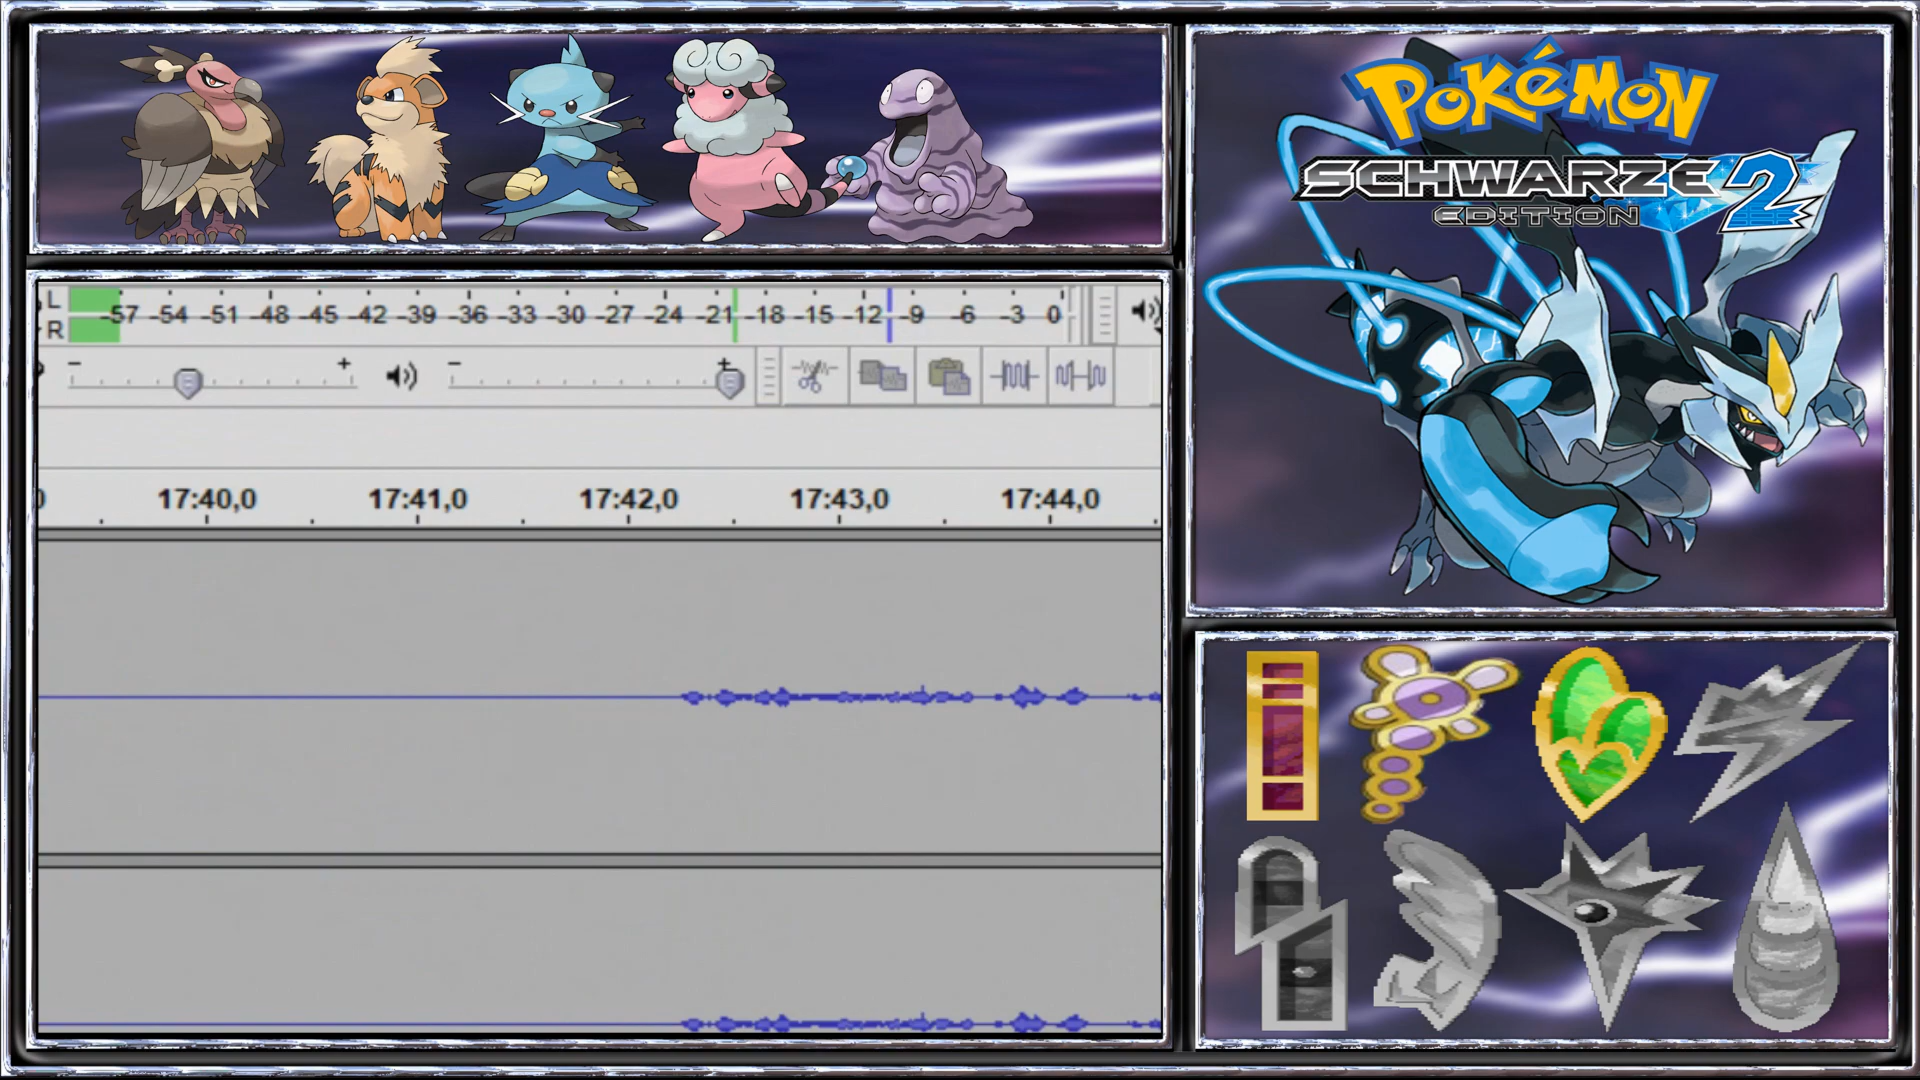 POKéMON
SCHWARZE 2
EDITION
L
R
-57 -54 -51 -48 -45 -42 -39 -36 -33 -30 -27 -24 -21 -18 -15 -12 -9 -6 -3 0
- + - +
0 17:40,0 17:41,0 17:42,0 17:43,0 17:44,0